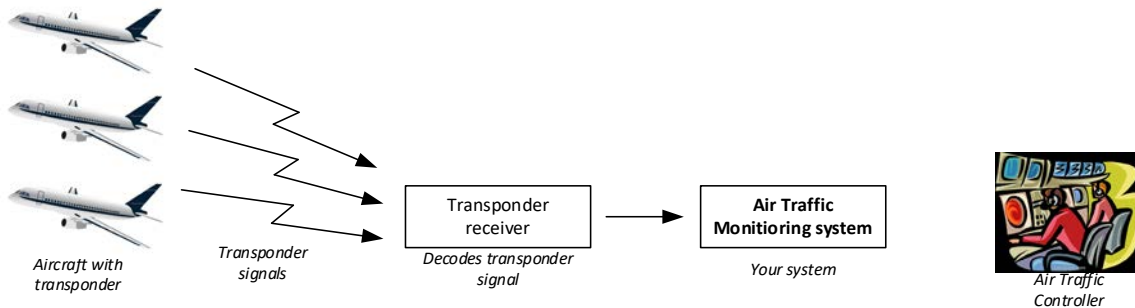 Aircraft with
transponder
Transponder
signals
Transponder
receiver
Decodes transponder
signal
Air Traffic
Monitioring system
Your system
Air Traffic
Controller